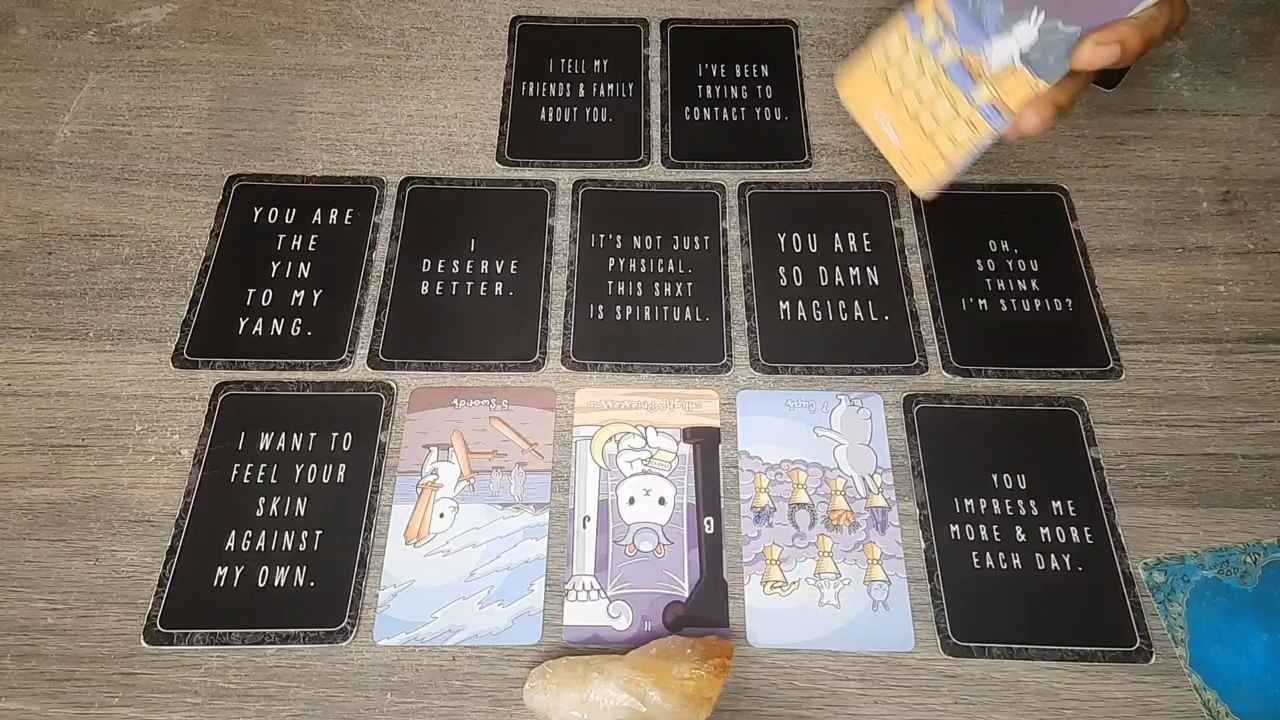 I TELL MY
FRIENDS & FAMILY
ABOUT YOU.
I'VE BEEN
TRYING TO
CONTACT YOU.
YOU ARE
THE
YIN
TO MY
YANG.
I
DESERVE
BETTER.
IT'S NOT JUST
PYHSICAL.
THIS SHXT
IS SPIRITUAL.
YOU ARE
SO DAMN
MAGICAL.
OH,
SO YOU
THINK
I'M STUPID?
I WANT TO
FEEL YOUR
SKIN
AGAINST
MY OWN.
5 Swords
High Priestess
J
B
II
7 Cups
YOU
IMPRESS ME
MORE & MORE
EACH DAY.